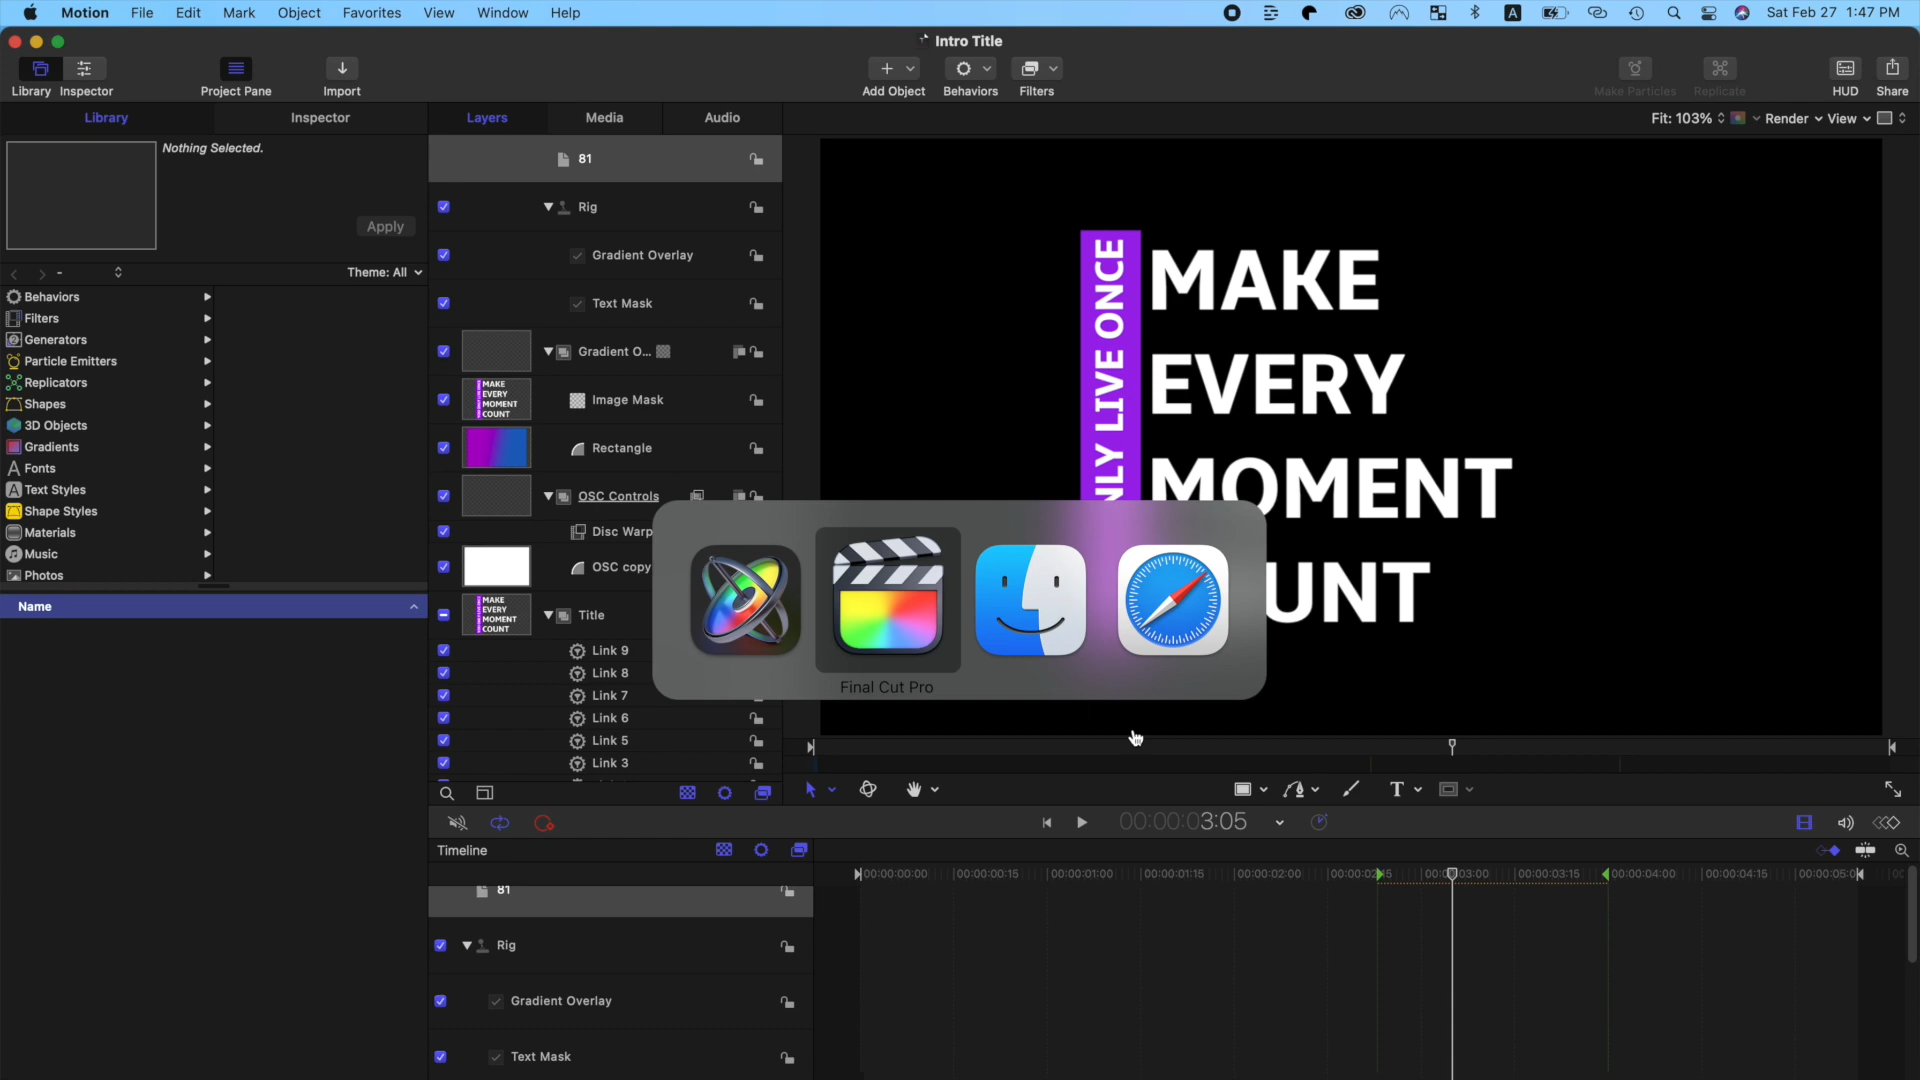 Motion File Edit Mark Object Favorites View Window Help
A Sat Feb 27 1:47 PM
Intro Title
Library Inspector Project Pane Import Add Object Behaviors Filters Make Particles Replicate HUD Share
Library Inspector Layers Media Audio
Fit: 103% Render View
Nothing Selected.
Apply
- Theme: All
Behaviors
Filters
Generators
Particle Emitters
Replicators
Shapes
3D Objects
Gradients
Fonts
Text Styles
Shape Styles
Materials
Music
Photos
Name
81
Rig
Gradient Overlay
Text Mask
Gradient O...
MAKE
EVERY
MOMENT
COUNT
Image Mask
Rectangle
OSC Controls
Disc Warp
OSC copy
MAKE
EVERY
MOMENT
COUNT
Title
Link 9
Link 8
Link 7
Link 6
Link 5
Link 3
NLY LIVE ONCE
MAKE
EVERY
MOMENT
UNT
Final Cut Pro
T
00:00:03:05
Timeline
00:00:00:00 00:00:00:15 00:00:01:00 00:00:01:15 00:00:02:00 00:00:03:15 00:00:04:00 00:00:04:15
81
Rig
Gradient Overlay
Text Mask